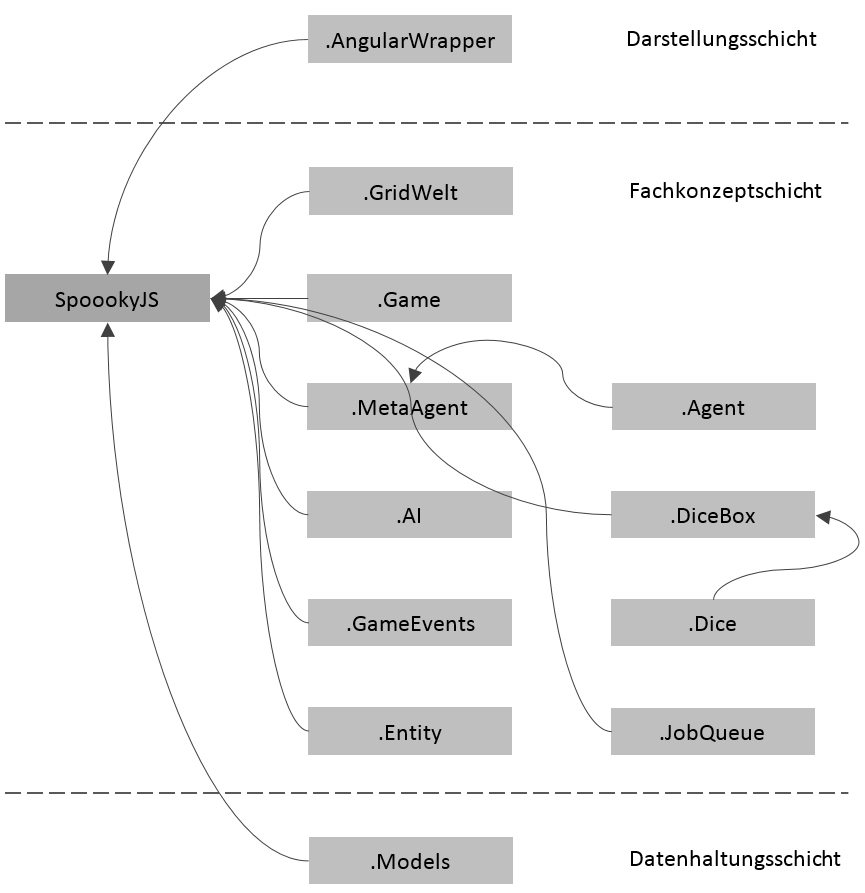 .AngularWrapper
Darstellungsschicht
.GridWelt
Fachkonzeptschicht
SpoookyJS
.Game
.MetaAgent
.Agent
.AI
.DiceBox
.GameEvents
.Dice
.Entity
.JobQueue
.Models
Datenhaltungsschicht